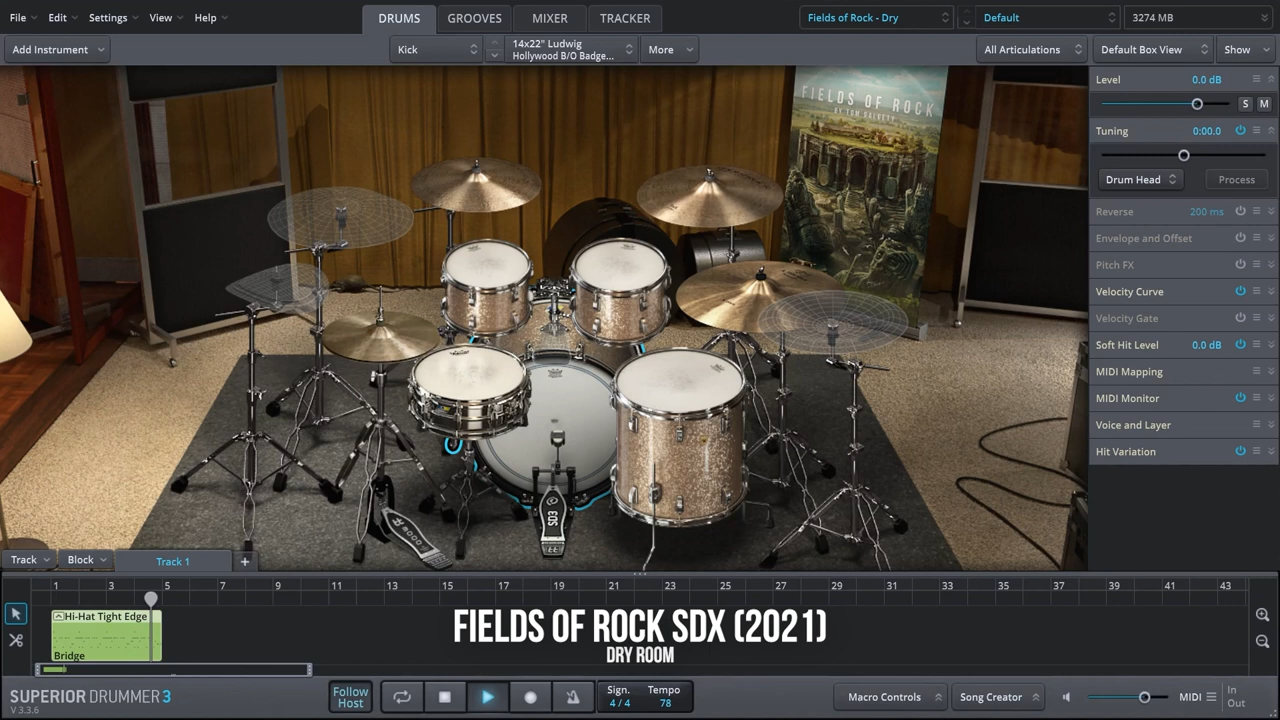 File Edit Settings View Help
DRUMS GROOVES MIXER TRACKER
Fields of Rock - Dry Default 3274 MB
Add Instrument Kick 14x22" Ludwig
Hollywood B/O Badge... More All Articulations Default Box View Show
Level 0.0 dB
S M
Tuning 0:00.0
Drum Head Process
Reverse 200 ms
Envelope and Offset
Pitch FX
Velocity Curve
Velocity Gate
Soft Hit Level 0.0 dB
MIDI Mapping
MIDI Monitor
Voice and Layer
Hit Variation
FIELDS OF ROCK
BY TOM DALGETY
SD3
Track Block Track 1 +
1 3 5 7 9 11 13 15 17 19 21 23 25 27 29 31 33 35 37 39 41 43
Hi-Hat Tight Edge
Bridge
FIELDS OF ROCK SDX (2021)
DRY ROOM
SUPERIOR DRUMMER 3
V 3.3.6
Follow
Host
Sign. Tempo
4 / 4 78
Macro Controls Song Creator MIDI In
Out